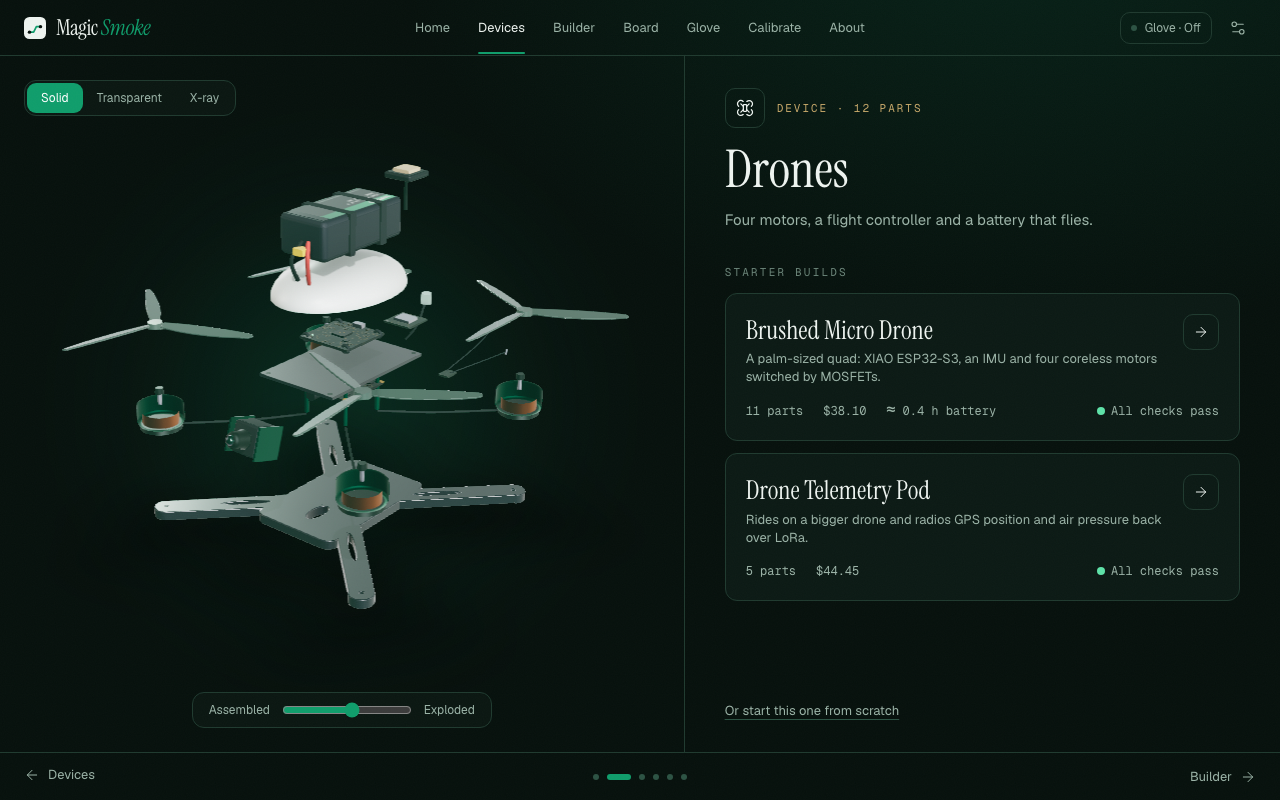 Magic Smoke
Home
Devices
Builder
Board
Glove
Calibrate
About
Glove · Off
Solid
Transparent
X-ray
DEVICE · 12 PARTS
Drones
Four motors, a flight controller and a battery that flies.
STARTER BUILDS
Brushed Micro Drone
A palm-sized quad: XIAO ESP32-S3, an IMU and four coreless motors
switched by MOSFETs.
11 parts $38.10 ≈ 0.4 h battery
All checks pass
Drone Telemetry Pod
Rides on a bigger drone and radios GPS position and air pressure back
over LoRa.
5 parts $44.45
All checks pass
Assembled
Exploded
Or start this one from scratch
Devices
Builder